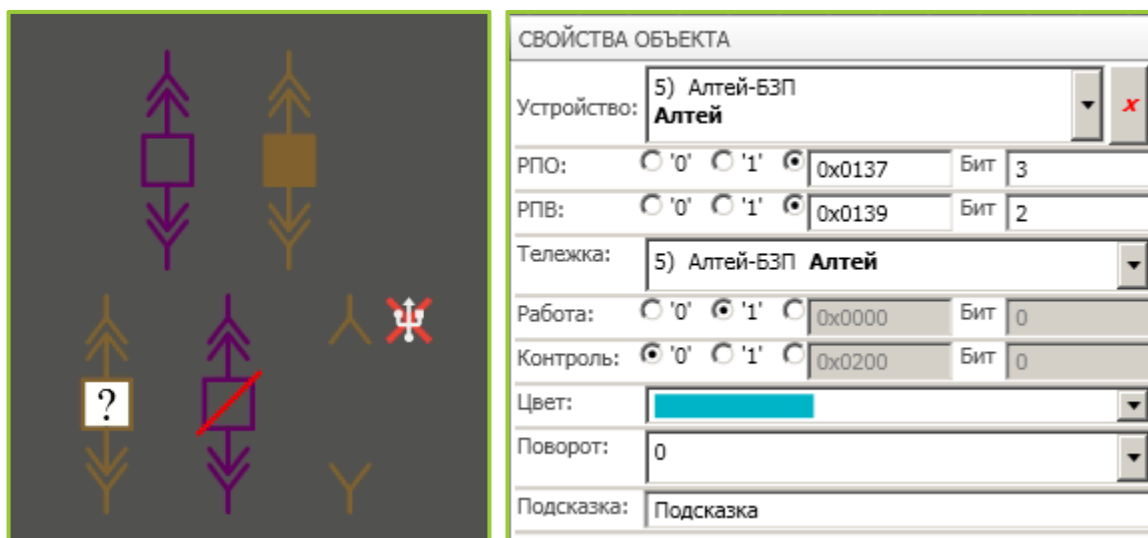 ?
СВОЙСТВА ОБЪЕКТА
Устройство: 5) Алтей-БЗП
Алтей
x
РПО: '0' '1' 0x0137 Бит 3
РПВ: '0' '1' 0x0139 Бит 2
Тележка: 5) Алтей-БЗП Алтей
Работа: '0' '1' 0x0000 Бит 0
Контроль: '0' '1' 0x0200 Бит 0
Цвет:
Поворот: 0
Подсказка: Подсказка